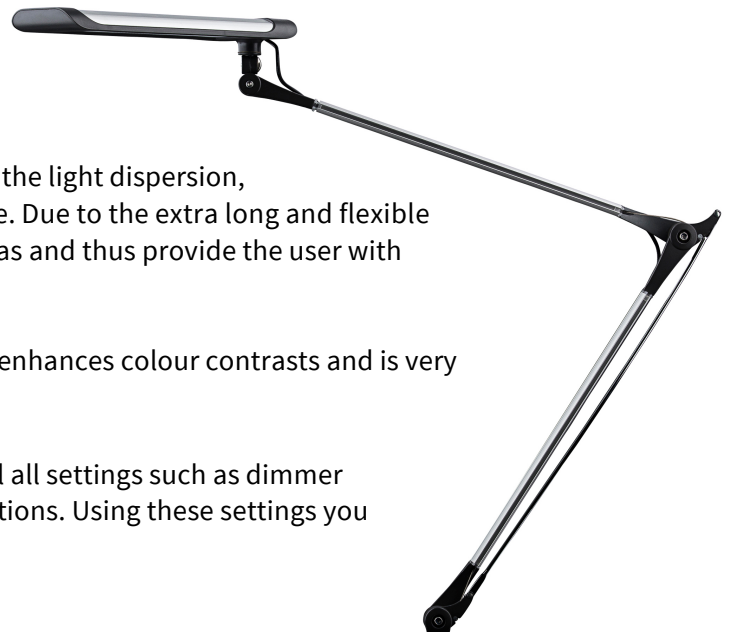 the light dispersion,
e. Due to the extra long and flexible
as and thus provide the user with
enhances colour contrasts and is very
l all settings such as dimmer
tions. Using these settings you